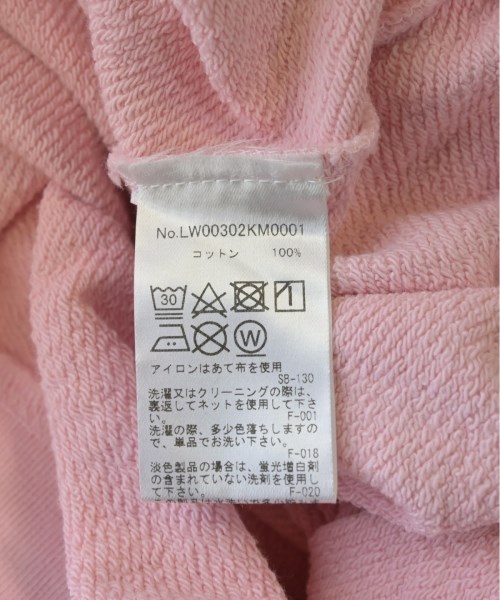 No.LW00302KM0001
コットン 100%
30
W
アイロンはあて布を使用
SB-130
洗濯又はクリーニングの際は、
裏返してネットを使用して下さ
い。 F-001
洗濯の際、多少色落ちしますの
で、単品でお洗い下さい。
F-018
淡色製品の場合は、蛍光増白剤
の含まれていない洗剤を使用し
て下さい。 F-020